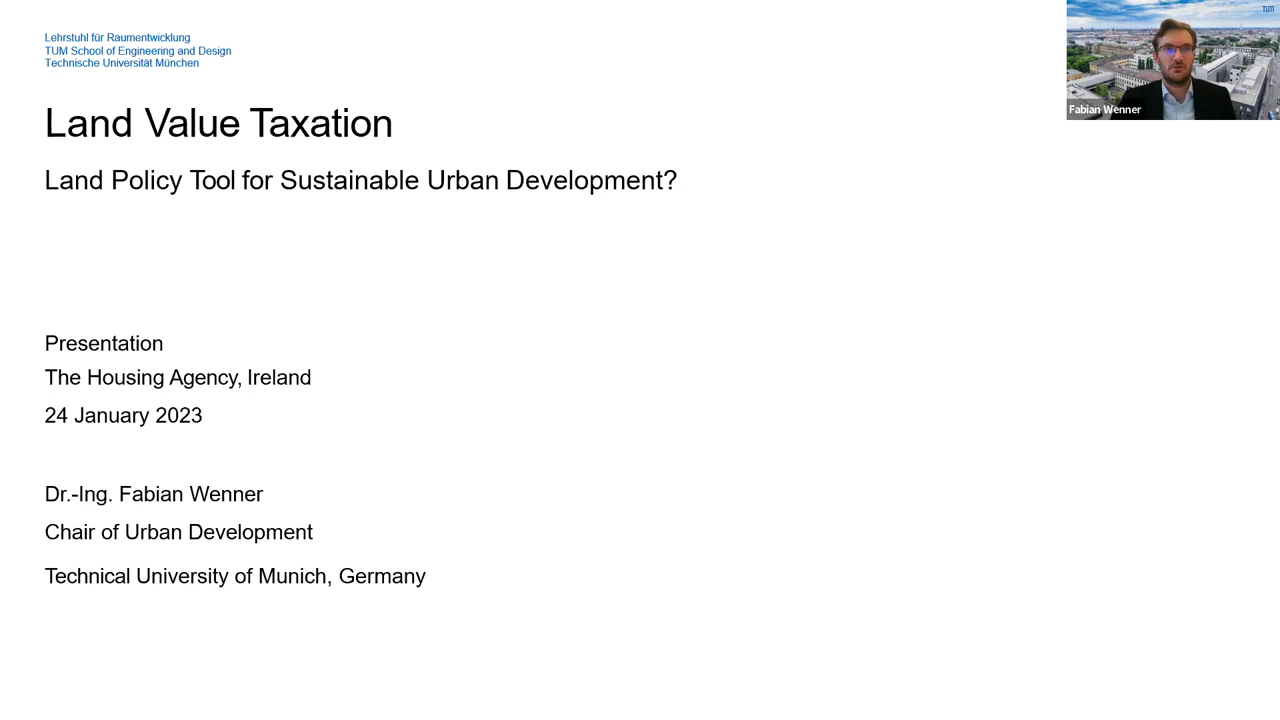 Lehrstuhl für Raumentwicklung
TUM School of Engineering and Design
Technische Universität München
TUM
Fabian Wenner
Land Value Taxation
Land Policy Tool for Sustainable Urban Development?
Presentation
The Housing Agency, Ireland
24 January 2023
Dr.-Ing. Fabian Wenner
Chair of Urban Development
Technical University of Munich, Germany